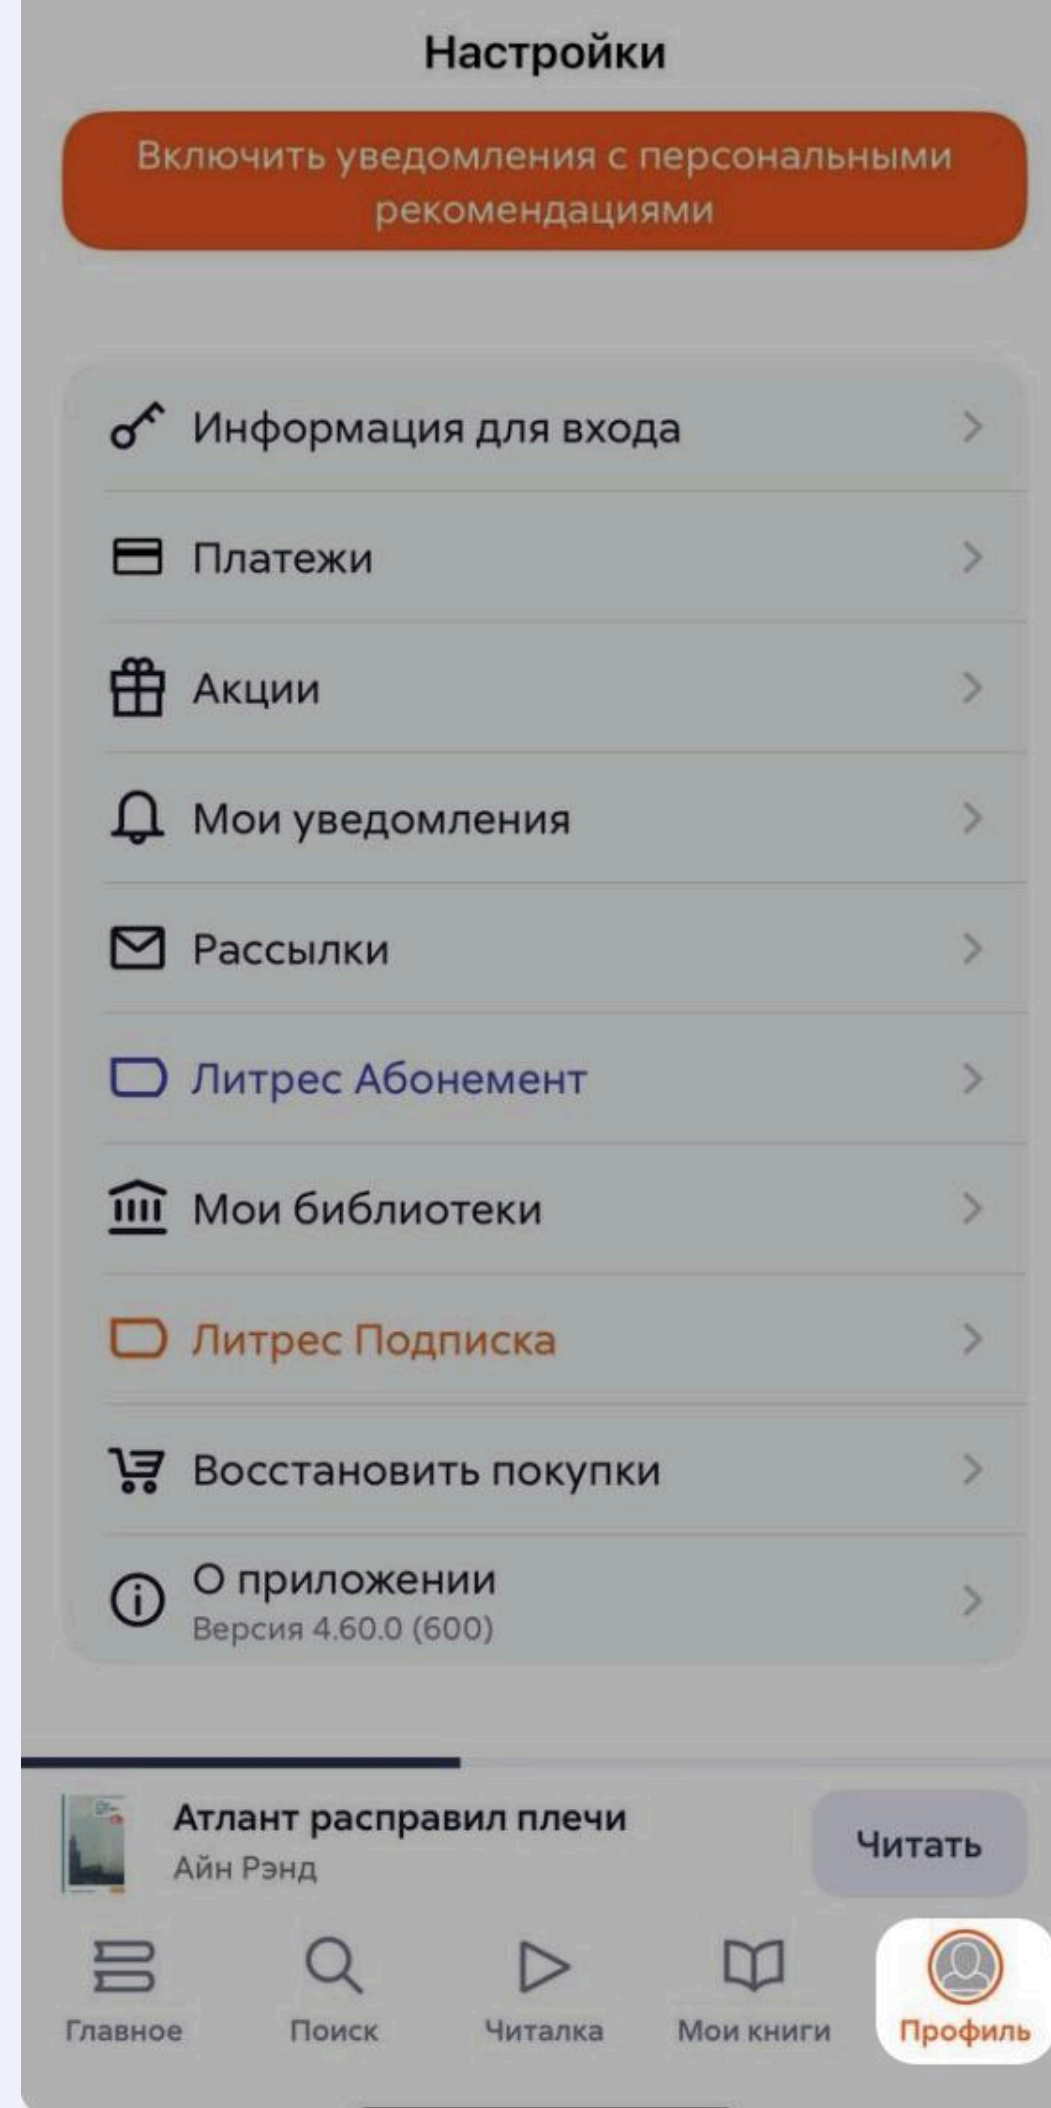 Настройки
Включить уведомления с персональными
рекомендациями
Информация для входа
Платежи
Акции
Мои уведомления
Рассылки
Литрес Абонемент
Мои библиотеки
Литрес Подписка
Восстановить покупки
О приложении
Версия 4.60.0 (600)
Атлант расправил плечи
Айн Рэнд
Читать
Главное
Поиск
Читалка
Мои книги
Профиль